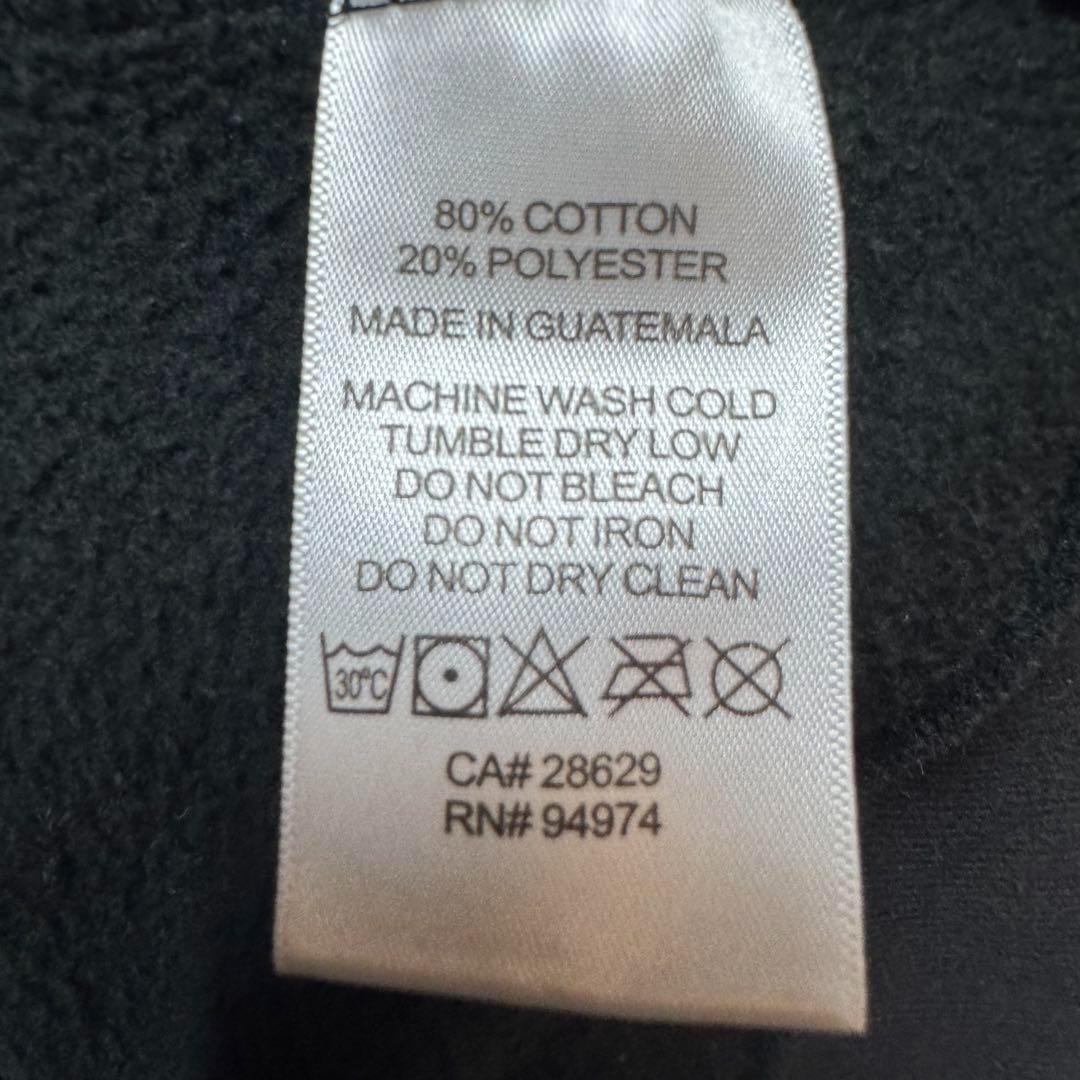 80% COTTON
20% POLYESTER
MADE IN GUATEMALA
MACHINE WASH COLD
TUMBLE DRY LOW
DO NOT BLEACH
DO NOT IRON
DO NOT DRY CLEAN
30°C
CA# 28629
RN# 94974